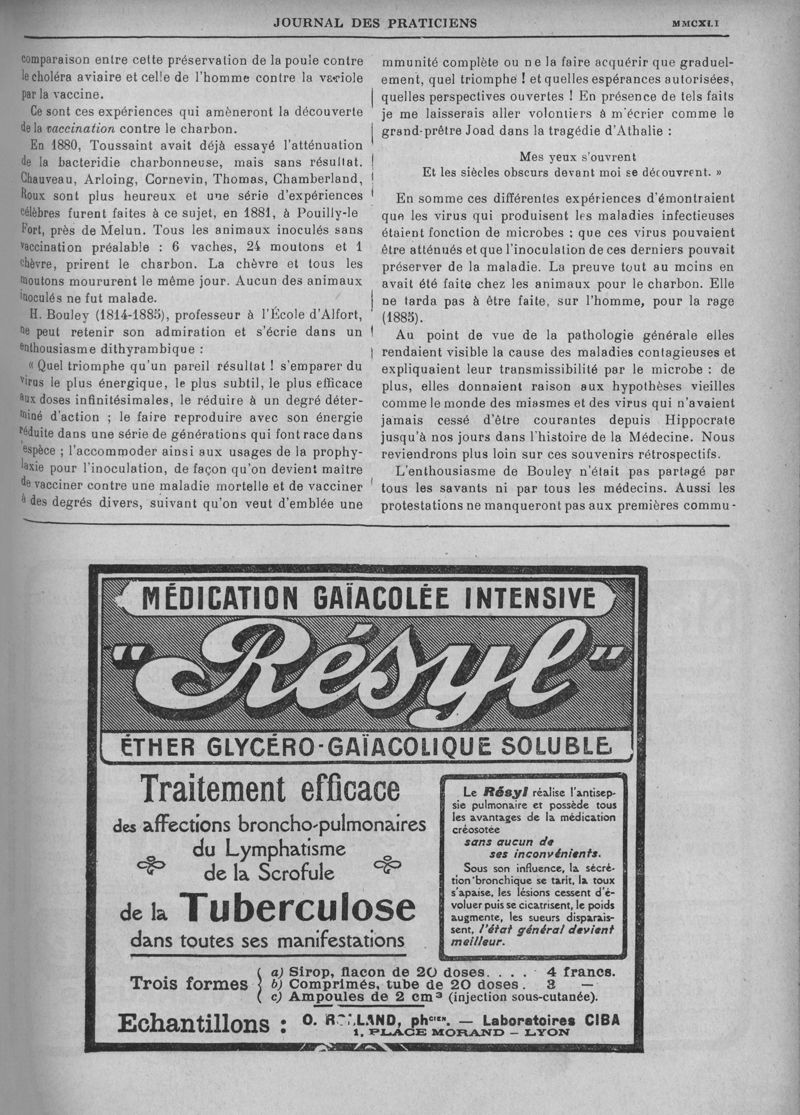 JOURNAL DES PRATICIENS
MMCXLI
comparaison entre cette préservation de la poule contre
le choléra aviaire et celle de l'homme contre la variole
par la vaccine.
Ce sont ces expériences qui amèneront la découverte
de la vaccination contre le charbon.
En 1880, Toussaint avait déjà essayé l'atténuation
de la bacteridie charbonneuse, mais sans résultat.
Chauveau, Arloing, Cornevin, Thomas, Chamberland,
Roux sont plus heureux et une série d'expériences
célèbres furent faites à ce sujet, en 1881, à Pouilly-le
Fort, près de Melun. Tous les animaux inoculés sans
vaccination préalable : 6 vaches, 24 moutons et 1
chèvre, prirent le charbon. La chèvre et tous les
moutons moururent le même jour. Aucun des animaux
inoculés ne fut malade.
H. Bouley (1814-1885), professeur à l'École d'Alfort,
ne peut retenir son admiration et s'écrie dans un
enthousiasme dithyrambique :
« Quel triomphe qu'un pareil résultat ! s'emparer du
virus le plus énergique, le plus subtil, le plus efficace
aux doses infinitésimales, le réduire à un degré déter-
miné d'action ; le faire reproduire avec son énergie
réduite dans une série de générations qui font race dans
espèce ; l'accommoder ainsi aux usages de la prophy-
laxie pour l'inoculation, de façon qu'on devient maître
de vacciner contre une maladie mortelle et de vacciner
à des degrés divers, suivant qu'on veut d'emblée une
mmunité complète ou ne la faire acquérir que graduel-
ement, quel triomphe ! et quelles espérances autorisées,
quelles perspectives ouvertes ! En présence de tels faits
je me laisserais aller volontiers à m'écrier comme le
grand-prêtre Joad dans la tragédie d'Athalie :
Mes yeux s'ouvrent
Et les siècles obscurs devant moi se découvrent. »
En somme ces différentes expériences d'émontraient
que les virus qui produisent les maladies infectieuses
étaient fonction de microbes ; que ces virus pouvaient
être atténués et que l'inoculation de ces derniers pouvait
préserver de la maladie. La preuve tout au moins en
avait été faite chez les animaux pour le charbon. Elle
ne tarda pas à être faite, sur l'homme, pour la rage
(1885).
Au point de vue de la pathologie générale elles
rendaient visible la cause des maladies contagieuses et
expliquaient leur transmissibilité par le microbe : de
plus, elles donnaient raison aux hypothèses vieilles
comme le monde des miasmes et des virus qui n'avaient
jamais cessé d'être courantes depuis Hippocrate
jusqu'à nos jours dans l'histoire de la Médecine. Nous
reviendrons plus loin sur ces souvenirs rétrospectifs.
L'enthousiasme de Bouley n'était pas partagé par
tous les savants ni par tous les médecins. Aussi les
protestations ne manqueront pas aux premières commu-
MÉDICATION GAÏACOLÉE INTENSIVE
"Résyl"
ÉTHER GLYCÉRO-GAÏACOLIQUE SOLUBLE
Traitement efficace
des affections broncho-pulmonaires
du Lymphatisme
de la Scrofule
de la Tuberculose
dans toutes ses manifestations
Le Résyl réalise l'antisep-
sie pulmonaire et possède tous
les avantages de la médication
créosotée
sans aucun de
ses inconvénients.
Sous son influence, la sécré-
tion bronchique se tarit, la toux
s'apaise, les lésions cessent d'é-
voluer puis se cicatrisent, le poids
augmente, les sueurs disparais-
sent, l'état général devient
meilleur.
Trois formes
a) Sirop, flacon de 20 doses. . . . 4 francs.
b) Comprimés, tube de 20 doses . 3 —
c) Ampoules de 2 cm³ (injection sous-cutanée).
Echantillons : O. ph^cien. — Laboratoires CIBA
1, PLACE MORAND — LYON